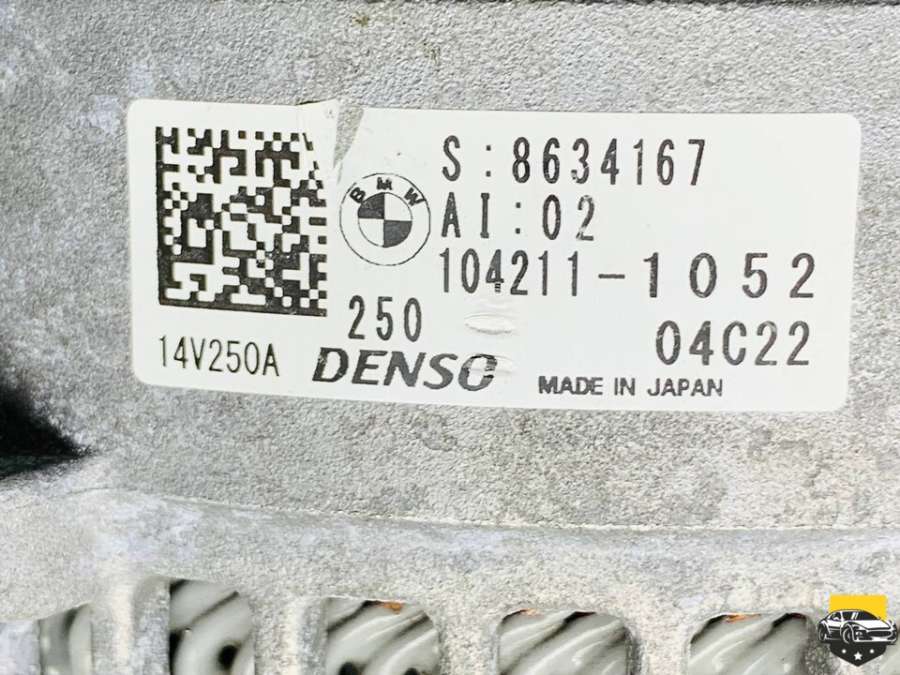 S:8634167
BMW
AI:02
104211-1052
250
04C22
14V250A
DENSO
MADE IN JAPAN